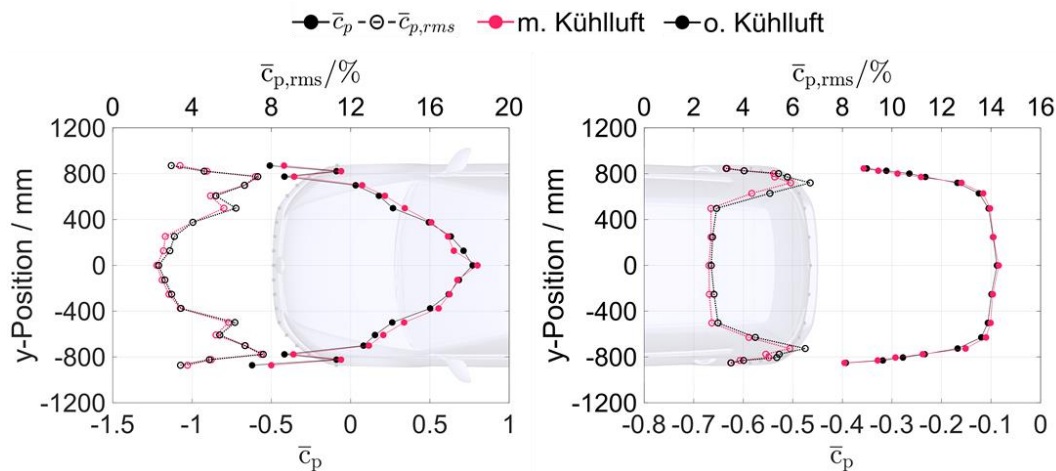 c̄p c̄p,rms m. Kühlluft o. Kühlluft
c̄p,rms/% c̄p,rms/%
0 4 8 12 16 20 0 2 4 6 8 10 12 14 16
1200 1200
800 800
400 400
0 0
-400 -400
-800 -800
-1200 -1200
y-Position / mm y-Position / mm
-1.5 -1 -0.5 0 0.5 1 -0.8 -0.7 -0.6 -0.5 -0.4 -0.3 -0.2 -0.1 0
c̄p c̄p